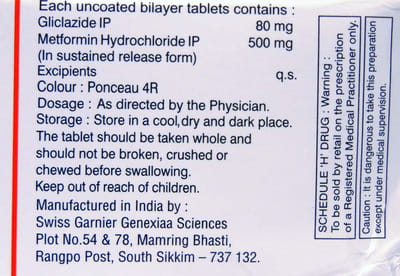 Each uncoated bilayer tablets contains :
Gliclazide IP 80 mg
Metformin Hydrochloride IP 500 mg
(In sustained release form)
Excipients q.s.
Colour : Ponceau 4R
Dosage : As directed by the Physician.
Storage : Store in a cool,dry and dark place.
The tablet should be taken whole and
should not be broken, crushed or
chewed before swallowing.
Keep out of reach of children.
Manufactured in India by :
Swiss Garnier Genexiaa Sciences
Plot No.54 & 78, Mamring Bhasti,
Rangpo Post, South Sikkim – 737 132.
SCHEDULE 'H' DRUG : Warning :
To be sold by retail on the prescription
of a Registered Medical Practitioner only.
Caution : It is dangerous to take this preparation
except under medical supervision.